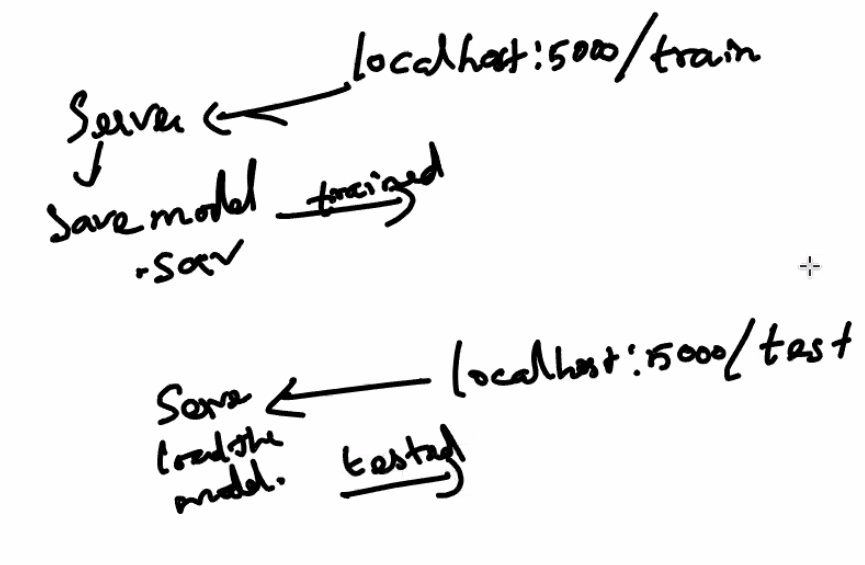 localhost:5000/train
Server
trained
Save model
.sav
localhost:5000/test
Serve
load the
tested
model.